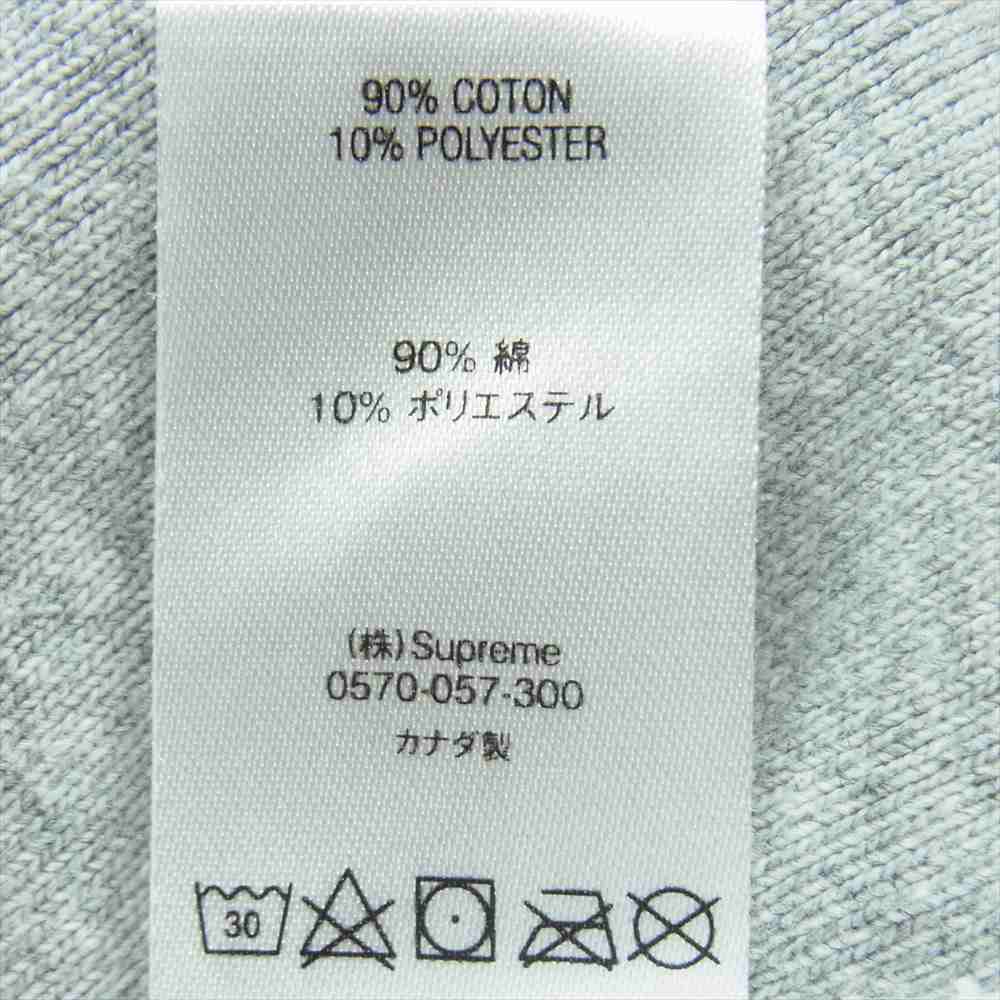 90% COTON
10% POLYESTER
90% 綿
10% ポリエステル
(株)Supreme
0570-057-300
カナダ製
30